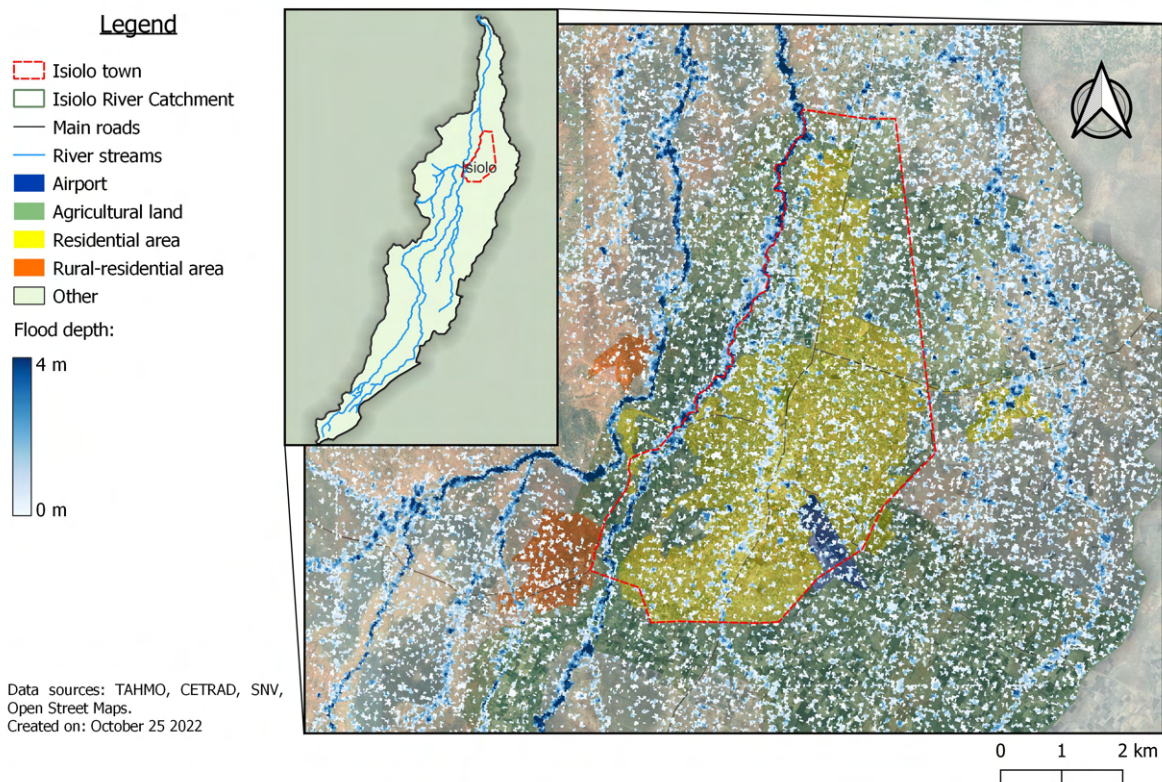 Legend
Isiolo town
Isiolo River Catchment
Main roads
River streams
Airport
Agricultural land
Residential area
Rural-residential area
Other
Flood depth:
4 m
0 m
Data sources: TAHMO, CETRAD, SNV,
Open Street Maps.
Created on: October 25 2022
Isiolo
0 1 2 km